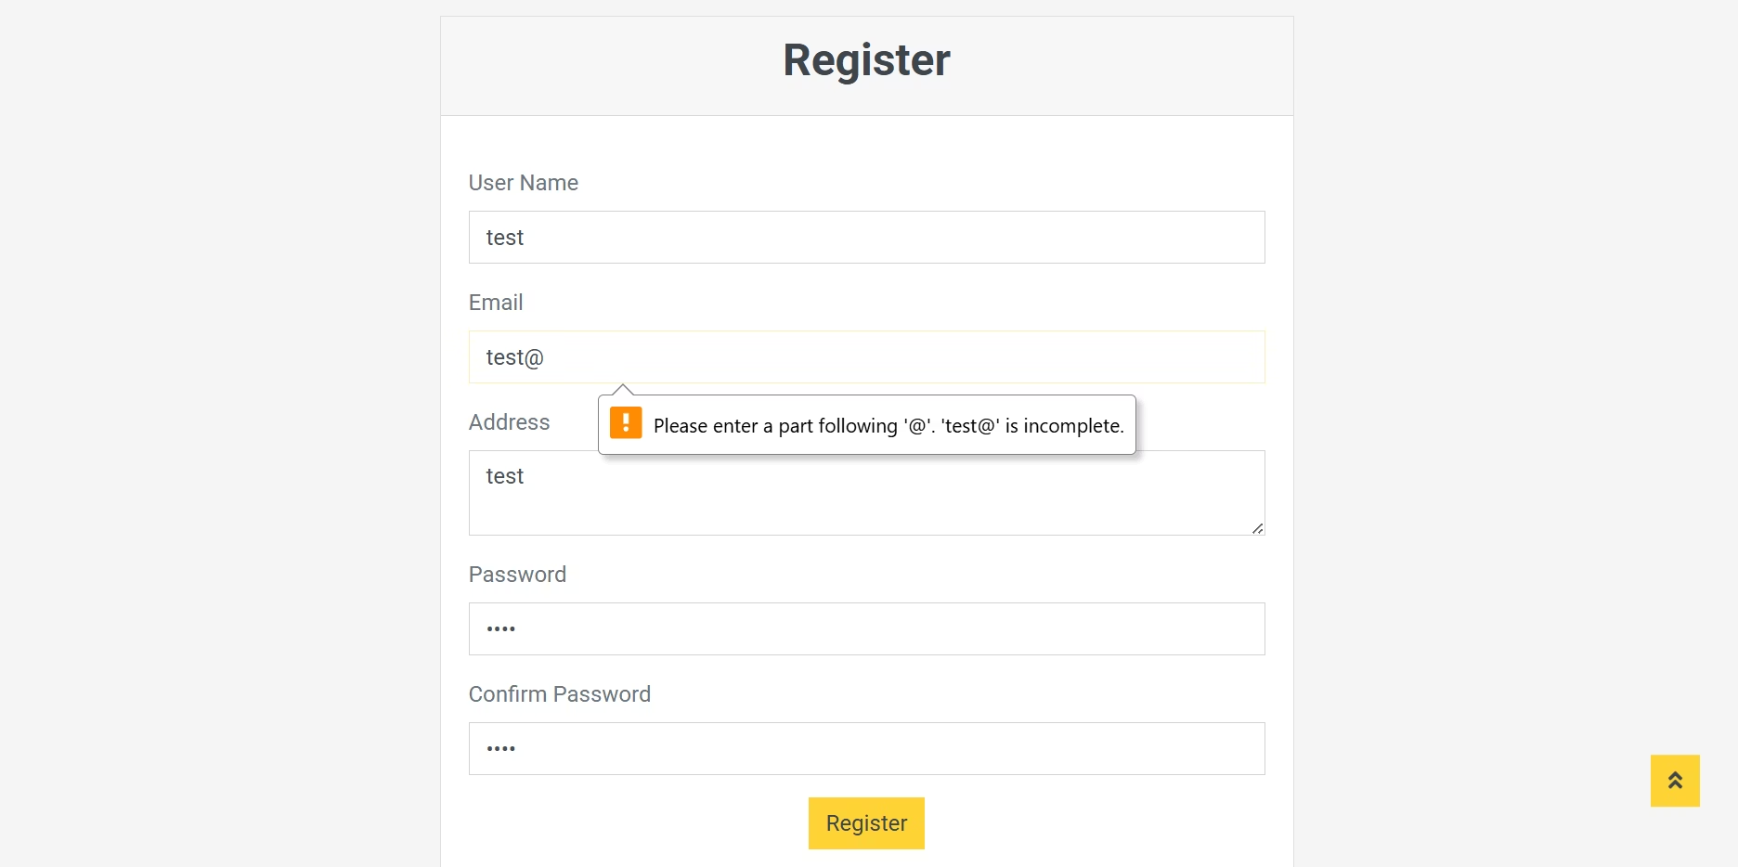 Register
User Name
test
Email
test@
Please enter a part following '@'. 'test@' is incomplete.
Address
test
Password
••••
Confirm Password
••••
Register